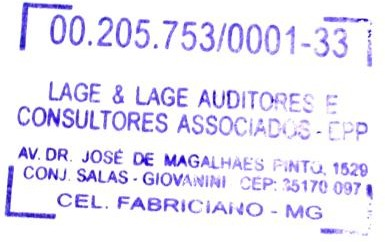 00.205.753/0001-33
LAGE & LAGE AUDITORES E
CONSULTORES ASSOCIADOS - EPP
AV. DR. JOSÉ DE MAGALHÃES PINTO, 1529
CONJ. SALAS - GIOVANINI CEP: 35170 097
CEL. FABRICIANO - MG